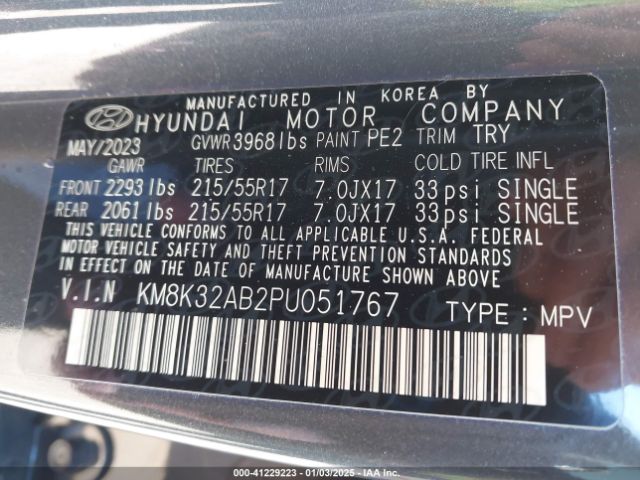 MANUFACTURED IN KOREA BY
HYUNDAI MOTOR COMPANY
MAY/2023 GVWR 3968lbs PAINT PE2 TRIM TRY
GAWR TIRES RIMS COLD TIRE INFL
FRONT 2293lbs 215/55R17 7.0JX17 33psi SINGLE
REAR 2061lbs 215/55R17 7.0JX17 33psi SINGLE
THIS VEHICLE CONFORMS TO ALL APPLICABLE U.S.A. FEDERAL
MOTOR VEHICLE SAFETY AND THEFT PREVENTION STANDARDS
IN EFFECT ON THE DATE OF MANUFACTURE SHOWN ABOVE
V.I.N KM8K32AB2PU051767 TYPE : MPV
000-41229223 - 01/03/2025 - IAA Inc.